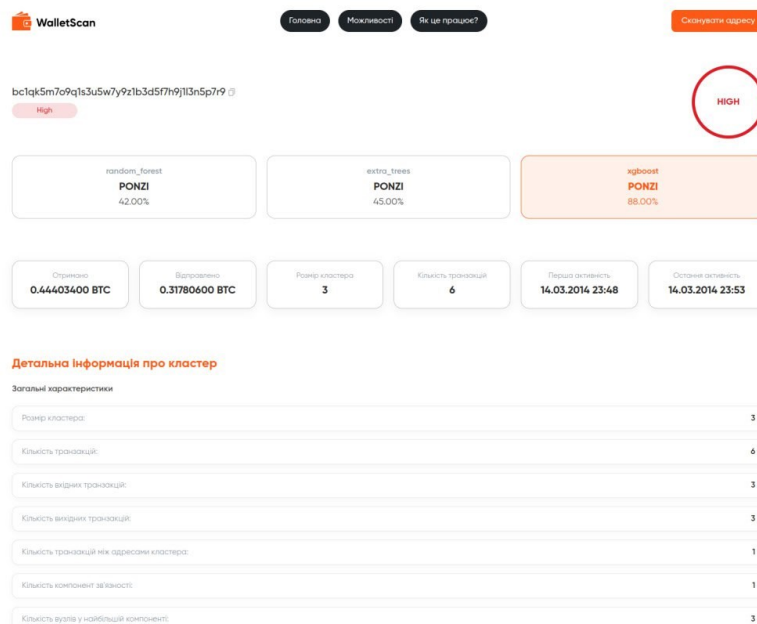 WalletScan
Головна
Можливості
Як це працює?
Сканувати адресу
bc1qk5m7o9q1s3u5w7y9z1b3d5f7h9j1l3n5p7r9
High
HIGH
random_forest
PONZI
42.00%
extra_trees
PONZI
45.00%
xgboost
PONZI
88.00%
Отримано
0.44403400 BTC
Відправлено
0.31780600 BTC
Розмір кластера
3
Кількість транзакцій
6
Перша активність
14.03.2014 23:48
Остання активність
14.03.2014 23:53
Детальна інформація про кластер
Загальні характеристики
Розмір кластера: 3
Кількість транзакцій: 6
Кількість вхідних транзакцій: 3
Кількість вихідних транзакцій: 3
Кількість транзакцій між адресами кластера: 1
Кількість компонент зв'язності: 1
Кількість вузлів у найбільшій компоненті: 3